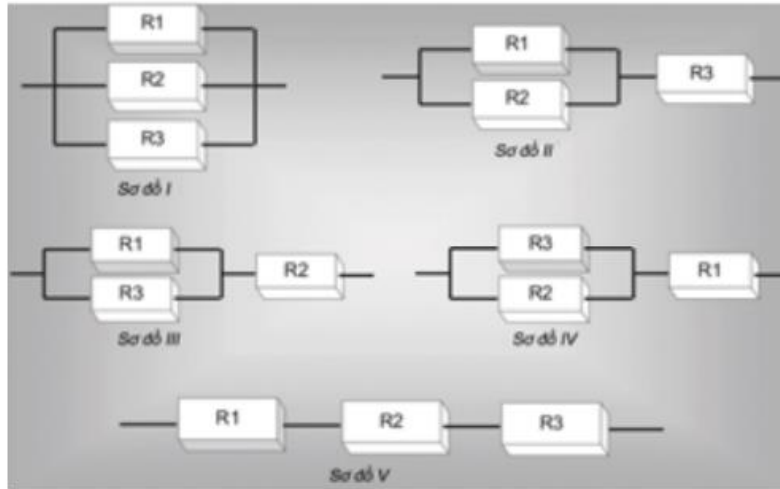 R1
R2
R3
Sơ đồ I
R1
R2
R3
Sơ đồ II
R1
R3
R2
Sơ đồ III
R3
R2
R1
Sơ đồ IV
R1
R2
R3
Sơ đồ V